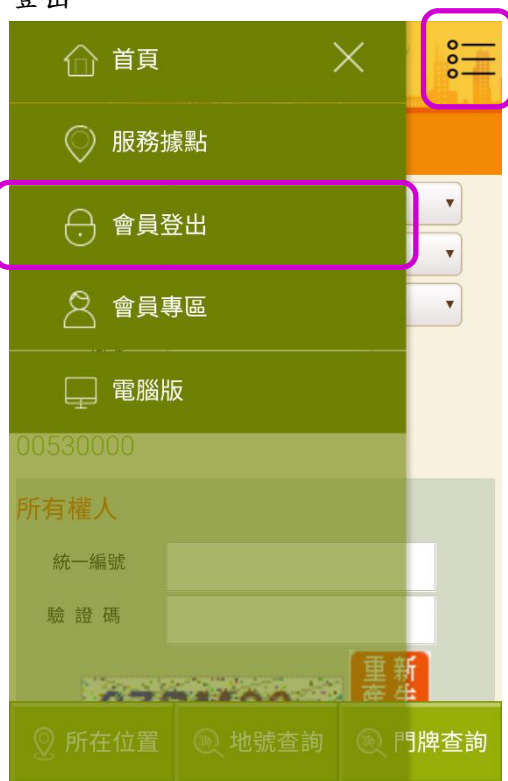 登出
首頁
服務據點
會員登出
會員專區
電腦版
00530000
所有權人
統一編號
驗 證 碼
重新
產生
所在位置 地號查詢 門牌查詢